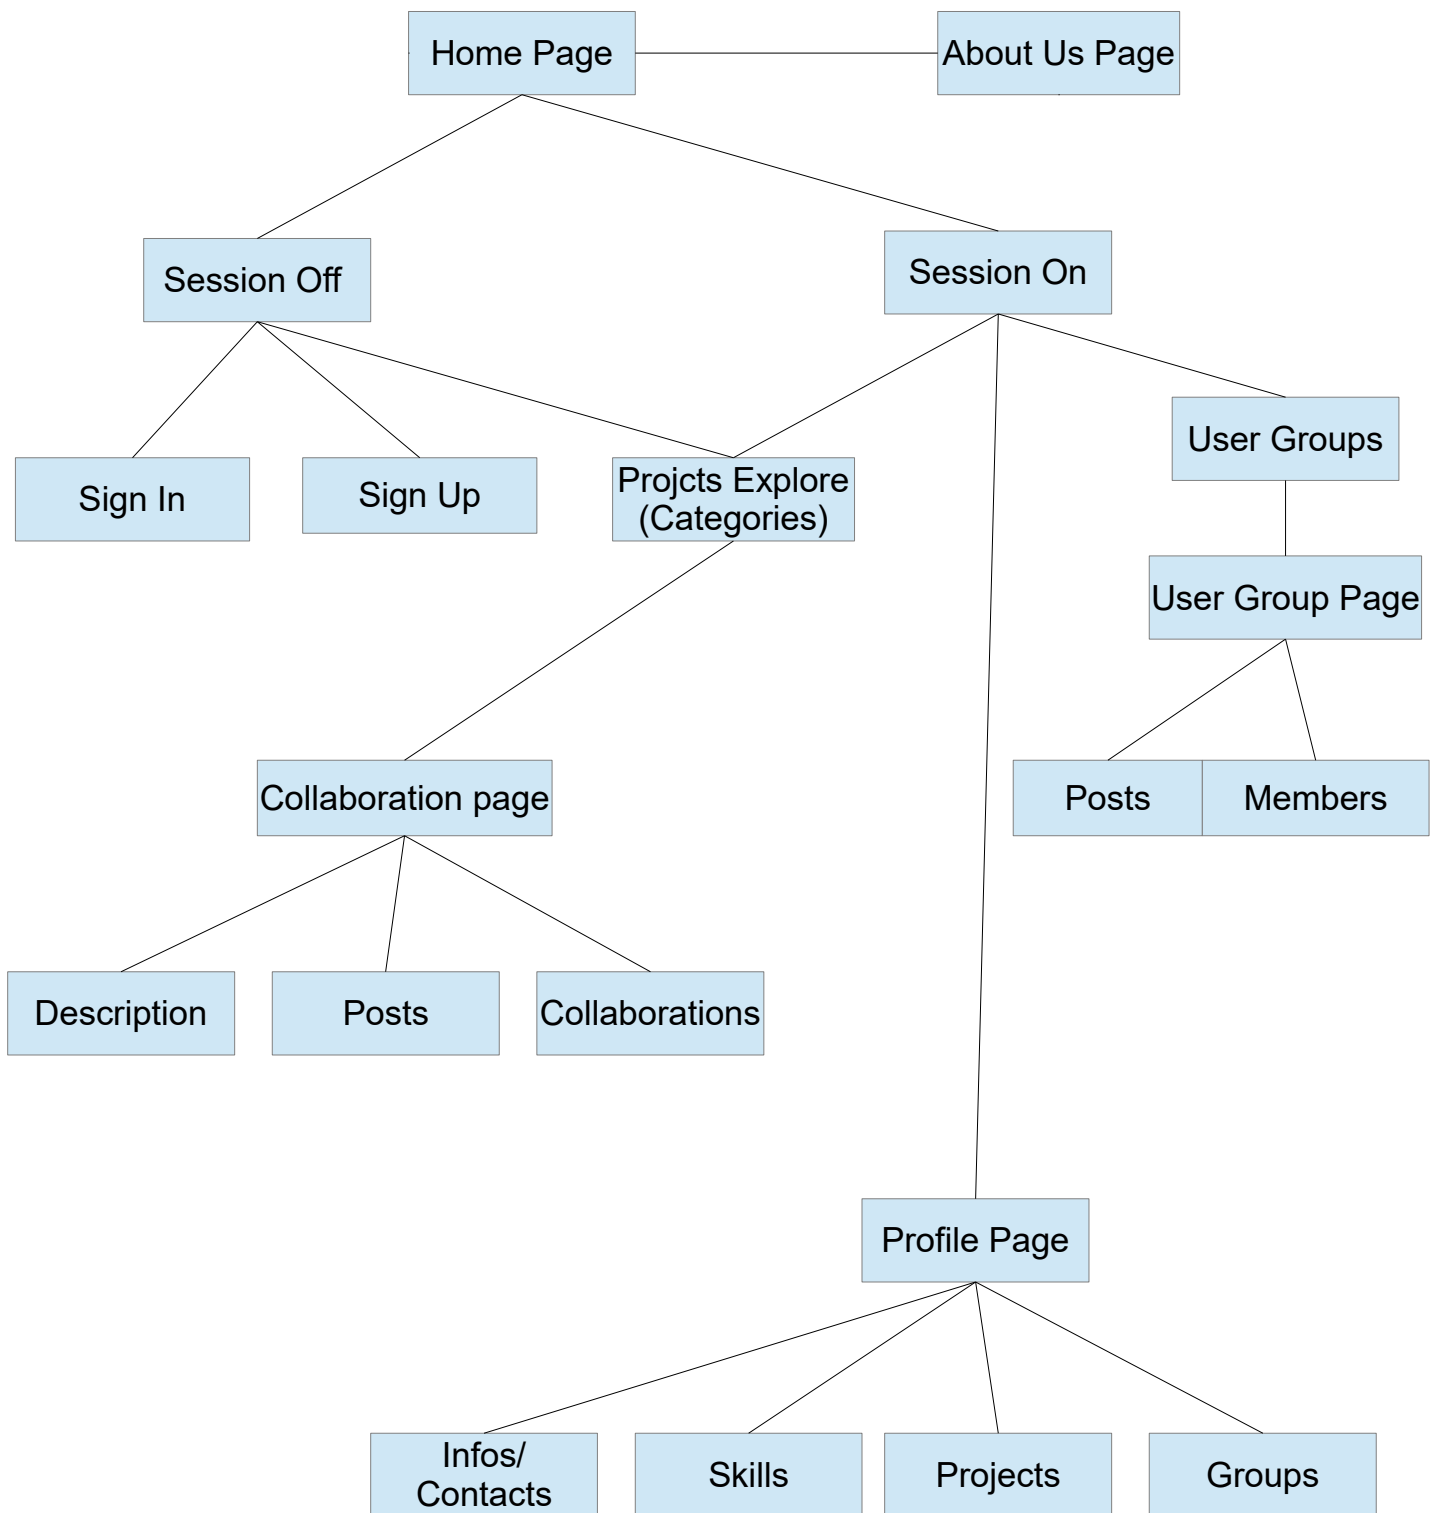 Home Page
About Us Page
Session Off
Session On
User Groups
Sign In
Sign Up
Projcts Explore
(Categories)
User Group Page
Collaboration page
Posts
Members
Description
Posts
Collaborations
Profile Page
Infos/
Contacts
Skills
Projects
Groups